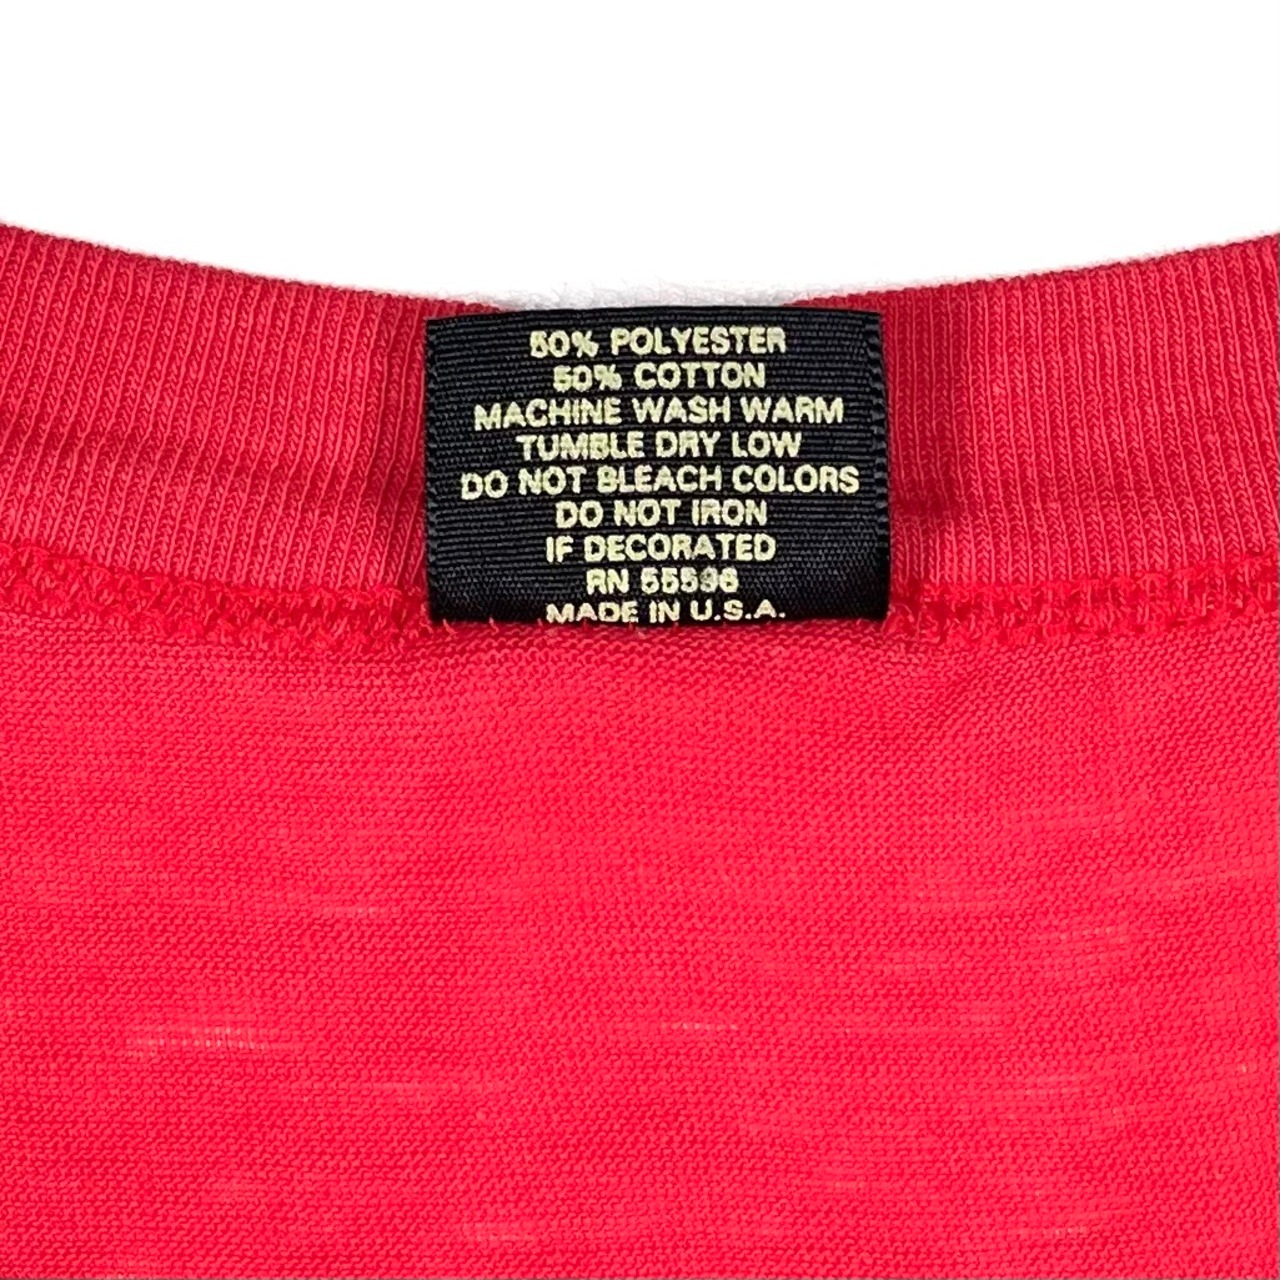 50% POLYESTER
50% COTTON
MACHINE WASH WARM
TUMBLE DRY LOW
DO NOT BLEACH COLORS
DO NOT IRON
IF DECORATED
RN 55596
MADE IN U.S.A.